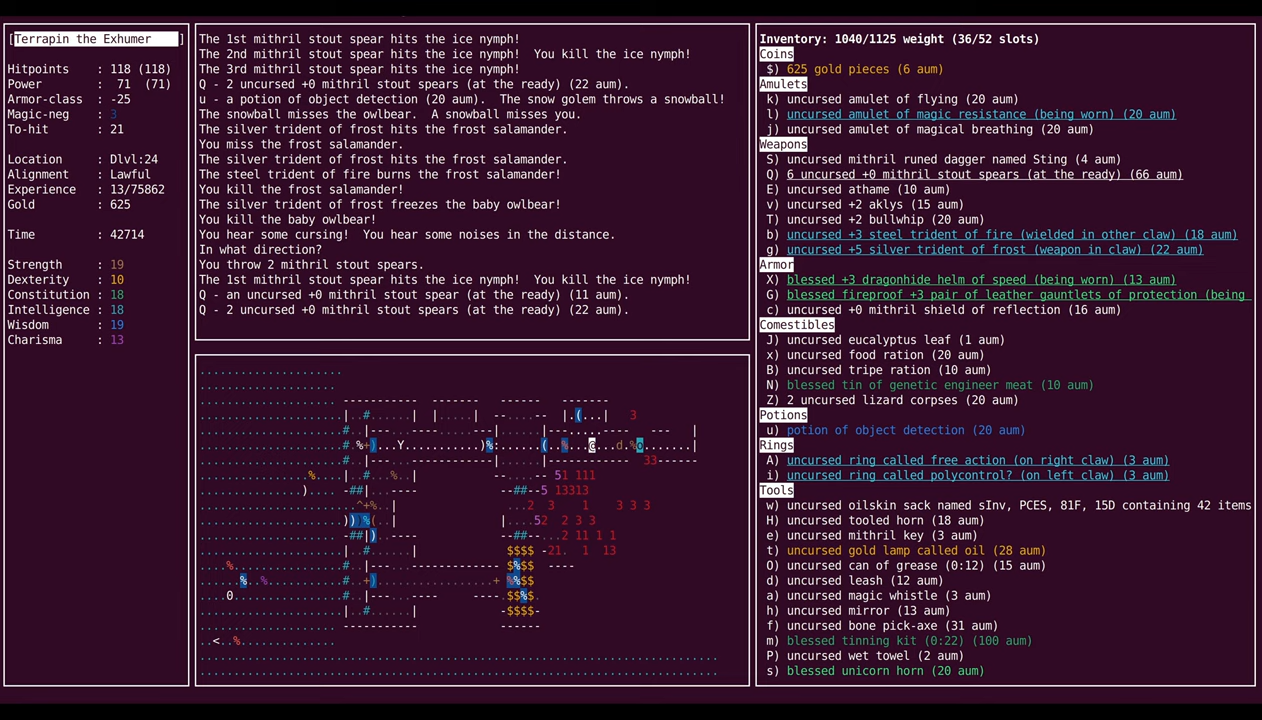 [Terrapin the Exhumer ]
Hitpoints : 118 (118)
Power : 71 (71)
Armor-class : -25
Magic-neg : 3
To-hit : 21
Location : Dlvl:24
Alignment : Lawful
Experience : 13/75862
Gold : 625
Time : 42714
Strength : 19
Dexterity : 10
Constitution : 18
Intelligence : 18
Wisdom : 19
Charisma : 13
The 1st mithril stout spear hits the ice nymph!
The 2nd mithril stout spear hits the ice nymph!  You kill the ice nymph!
The 3rd mithril stout spear hits the ice nymph!
Q - 2 uncursed +0 mithril stout spears (at the ready) (22 aum).
u - a potion of object detection (20 aum).  The snow golem throws a snowball!
The snowball misses the owlbear.  A snowball misses you.
The silver trident of frost hits the frost salamander.
You miss the frost salamander.
The silver trident of frost hits the frost salamander.
The steel trident of fire burns the frost salamander!
You kill the frost salamander!
The silver trident of frost freezes the baby owlbear!
You kill the baby owlbear!
You hear some cursing!  You hear some noises in the distance.
In what direction?
You throw 2 mithril stout spears.
The 1st mithril stout spear hits the ice nymph!  You kill the ice nymph!
Q - an uncursed +0 mithril stout spear (at the ready) (11 aum).
Q - 2 uncursed +0 mithril stout spears (at the ready) (22 aum).
Inventory: 1040/1125 weight (36/52 slots)
Coins
$) 625 gold pieces (6 aum)
Amulets
k) uncursed amulet of flying (20 aum)
l) uncursed amulet of magic resistance (being worn) (20 aum)
j) uncursed amulet of magical breathing (20 aum)
Weapons
S) uncursed mithril runed dagger named Sting (4 aum)
Q) 6 uncursed +0 mithril stout spears (at the ready) (66 aum)
E) uncursed athame (10 aum)
v) uncursed +2 aklys (15 aum)
T) uncursed +2 bullwhip (20 aum)
b) uncursed +3 steel trident of fire (wielded in other claw) (18 aum)
g) uncursed +5 silver trident of frost (weapon in claw) (22 aum)
Armor
X) blessed +3 dragonhide helm of speed (being worn) (13 aum)
G) blessed fireproof +3 pair of leather gauntlets of protection (being
c) uncursed +0 mithril shield of reflection (16 aum)
Comestibles
J) uncursed eucalyptus leaf (1 aum)
x) uncursed food ration (20 aum)
B) uncursed tripe ration (10 aum)
N) blessed tin of genetic engineer meat (10 aum)
Z) 2 uncursed lizard corpses (20 aum)
Potions
u) potion of object detection (20 aum)
Rings
A) uncursed ring called free action (on right claw) (3 aum)
i) uncursed ring called polycontrol? (on left claw) (3 aum)
Tools
w) uncursed oilskin sack named sInv, PCES, 81F, 15D containing 42 items
H) uncursed tooled horn (18 aum)
e) uncursed mithril key (3 aum)
t) uncursed gold lamp called oil (28 aum)
O) uncursed can of grease (0:12) (15 aum)
d) uncursed leash (12 aum)
a) uncursed magic whistle (3 aum)
h) uncursed mirror (13 aum)
f) uncursed bone pick-axe (31 aum)
m) blessed tinning kit (0:22) (100 aum)
P) uncursed wet towel (2 aum)
s) blessed unicorn horn (20 aum)